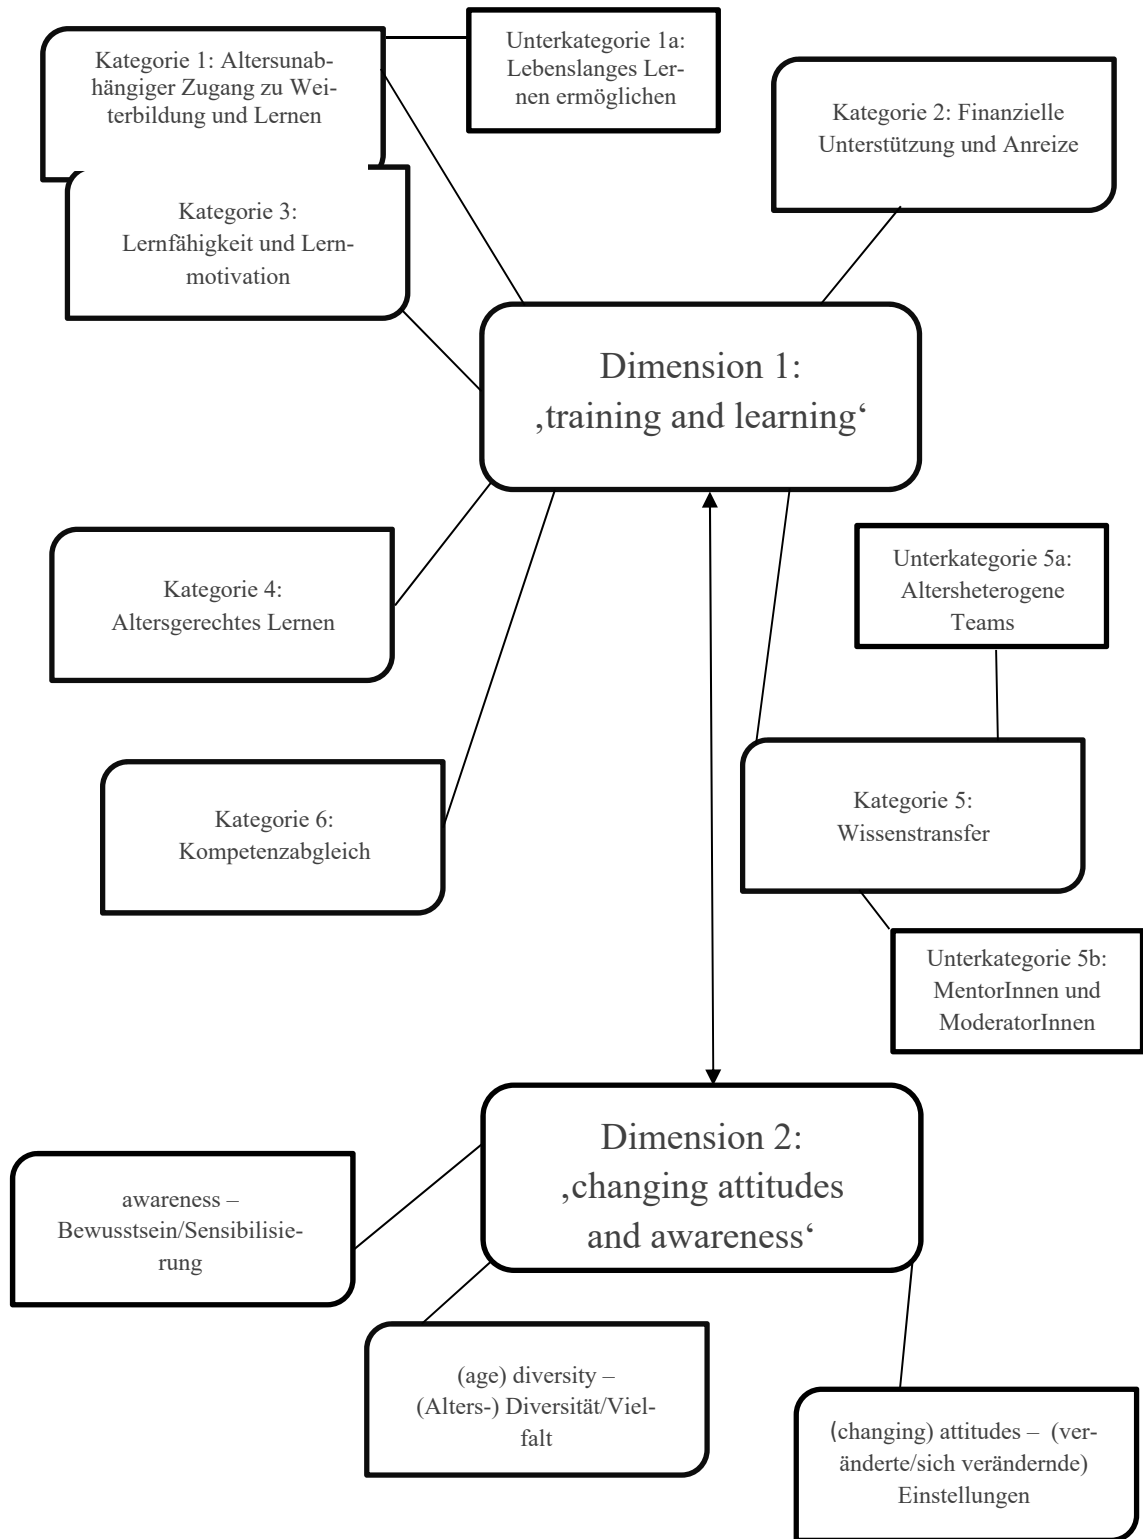 Kategorie 1: Altersunab-
hängiger Zugang zu Wei-
terbildung und Lernen
Unterkategorie 1a:
Lebenslanges Ler-
nen ermöglichen
Kategorie 2: Finanzielle
Unterstützung und Anreize
Kategorie 3:
Lernfähigkeit und Lern-
motivation
Dimension 1:
‚training and learning‘
Kategorie 4:
Altersgerechtes Lernen
Unterkategorie 5a:
Altersheterogene
Teams
Kategorie 6:
Kompetenzabgleich
Kategorie 5:
Wissenstransfer
Unterkategorie 5b:
MentorInnen und
ModeratorInnen
Dimension 2:
‚changing attitudes
and awareness‘
awareness –
Bewusstsein/Sensibilisie-
rung
(age) diversity –
(Alters-) Diversität/Viel-
falt
(changing) attitudes –  (ver-
änderte/sich verändernde)
Einstellungen